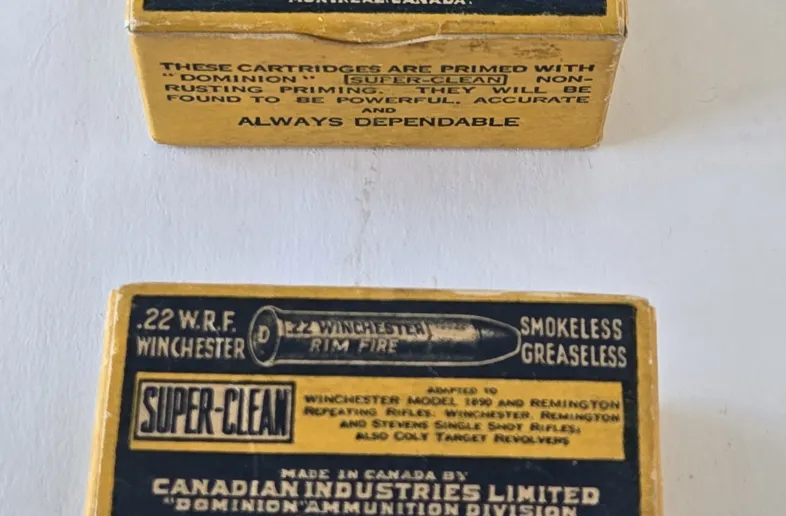 MONTREAL, CANADA.
THESE CARTRIDGES ARE PRIMED WITH
"DOMINION" SUPER-CLEAN NON-
RUSTING PRIMING. THEY WILL BE
FOUND TO BE POWERFUL, ACCURATE
AND
ALWAYS DEPENDABLE
.22 W.R.F.
WINCHESTER
D
.22 WINCHESTER
RIM FIRE
SMOKELESS
GREASELESS
SUPER-CLEAN
ADAPTED TO
WINCHESTER MODEL 1890 AND REMINGTON
REPEATING RIFLES, WINCHESTER, REMINGTON
AND STEVENS SINGLE SHOT RIFLES;
ALSO COLT TARGET REVOLVERS
MADE IN CANADA BY
CANADIAN INDUSTRIES LIMITED
"DOMINION" AMMUNITION DIVISION